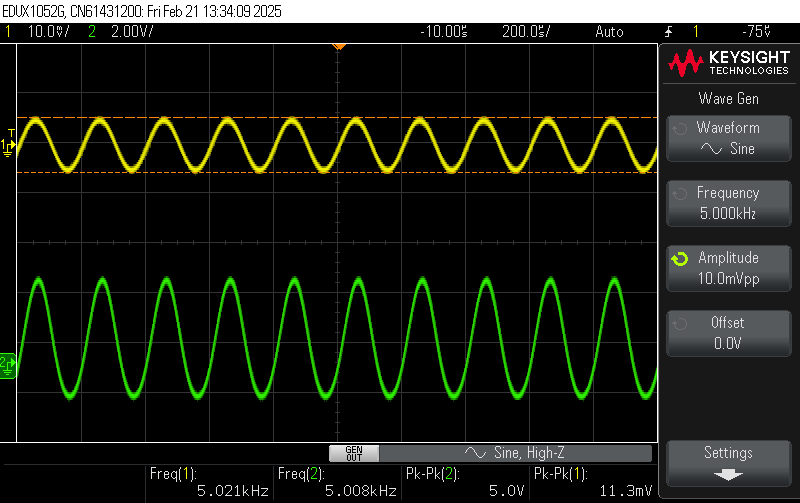 EDUX1052G, CN61431200: Fri Feb 21 13:34:09 2025
1 10.0V/ 2 2.00V/ -10.00s 200.0s/ Auto 1 -75V
KEYSIGHT
TECHNOLOGIES
Wave Gen
Waveform
Sine
Frequency
5.000kHz
Amplitude
10.0mVpp
Offset
0.0V
T
1
2
GEN
OUT
Sine, High-Z
Settings
Freq(1): Freq(2): Pk-Pk(2): Pk-Pk(1):
5.021kHz 5.008kHz 5.0V 11.3mV